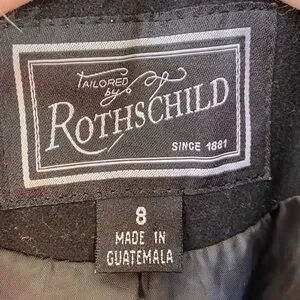 TAILORED
by
ROTHSCHILD
SINCE 1881
8
MADE IN
GUATEMALA